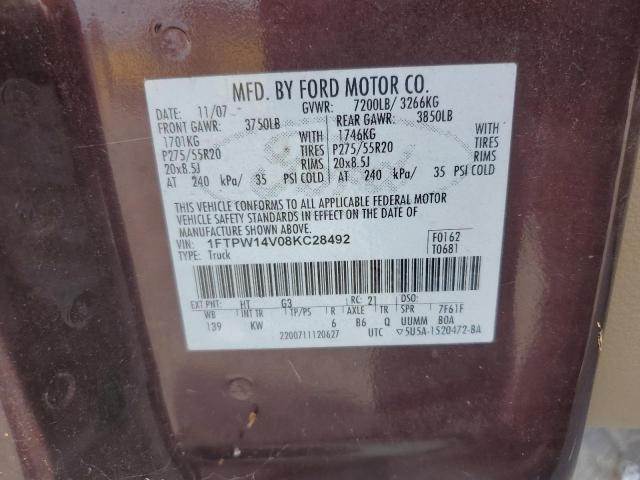 MFD. BY FORD MOTOR CO.
DATE: 11/07 GVWR: 7200LB/ 3266KG
FRONT GAWR: 3750LB REAR GAWR: 3850LB
1701KG WITH 1746KG WITH
P275/55R20 TIRES P275/55R20 TIRES
20x8.5J RIMS 20x8.5J RIMS
AT 240 kPa/ 35 PSI COLD AT 240 kPa/ 35 PSI COLD
THIS VEHICLE CONFORMS TO ALL APPLICABLE FEDERAL MOTOR
VEHICLE SAFETY STANDARDS IN EFFECT ON THE DATE OF
MANUFACTURE SHOWN ABOVE.
VIN: 1FTPW14V08KC28492 F0162
TYPE: Truck T0681
EXT PNT: HT G3 RC: 21 DSO:
WB INT TR TP/PS R AXLE TR SPR 7F61F
139 KW 6 B6 Q UUMM BOA
2200711120627 UTC ▽5U5A-1520472-BA